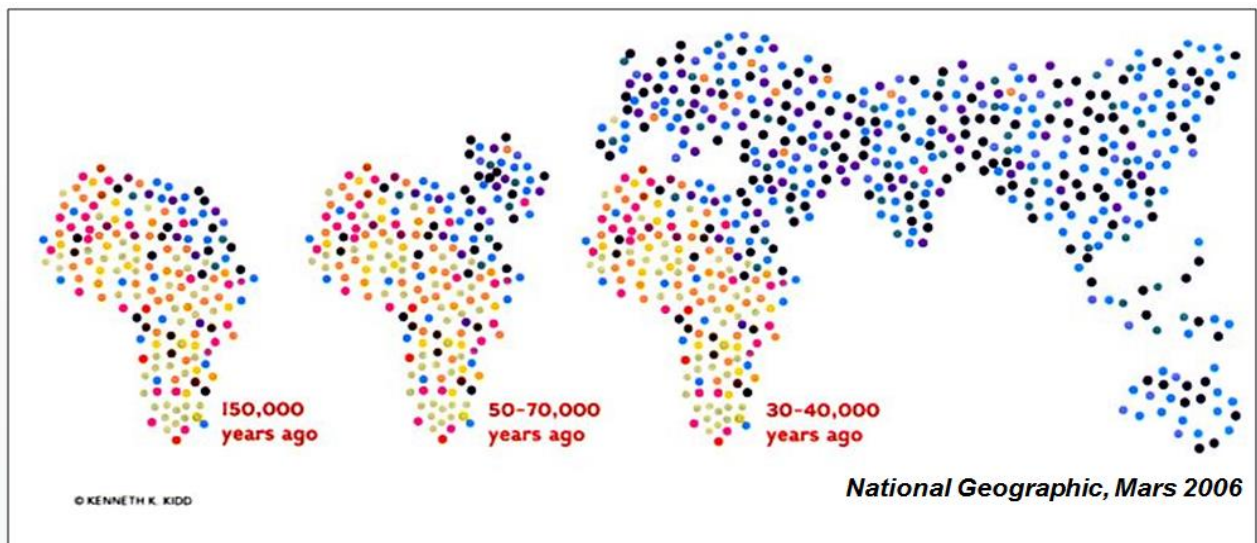 150,000
years ago
50-70,000
years ago
30-40,000
years ago
© KENNETH K. KIDD
National Geographic, Mars 2006